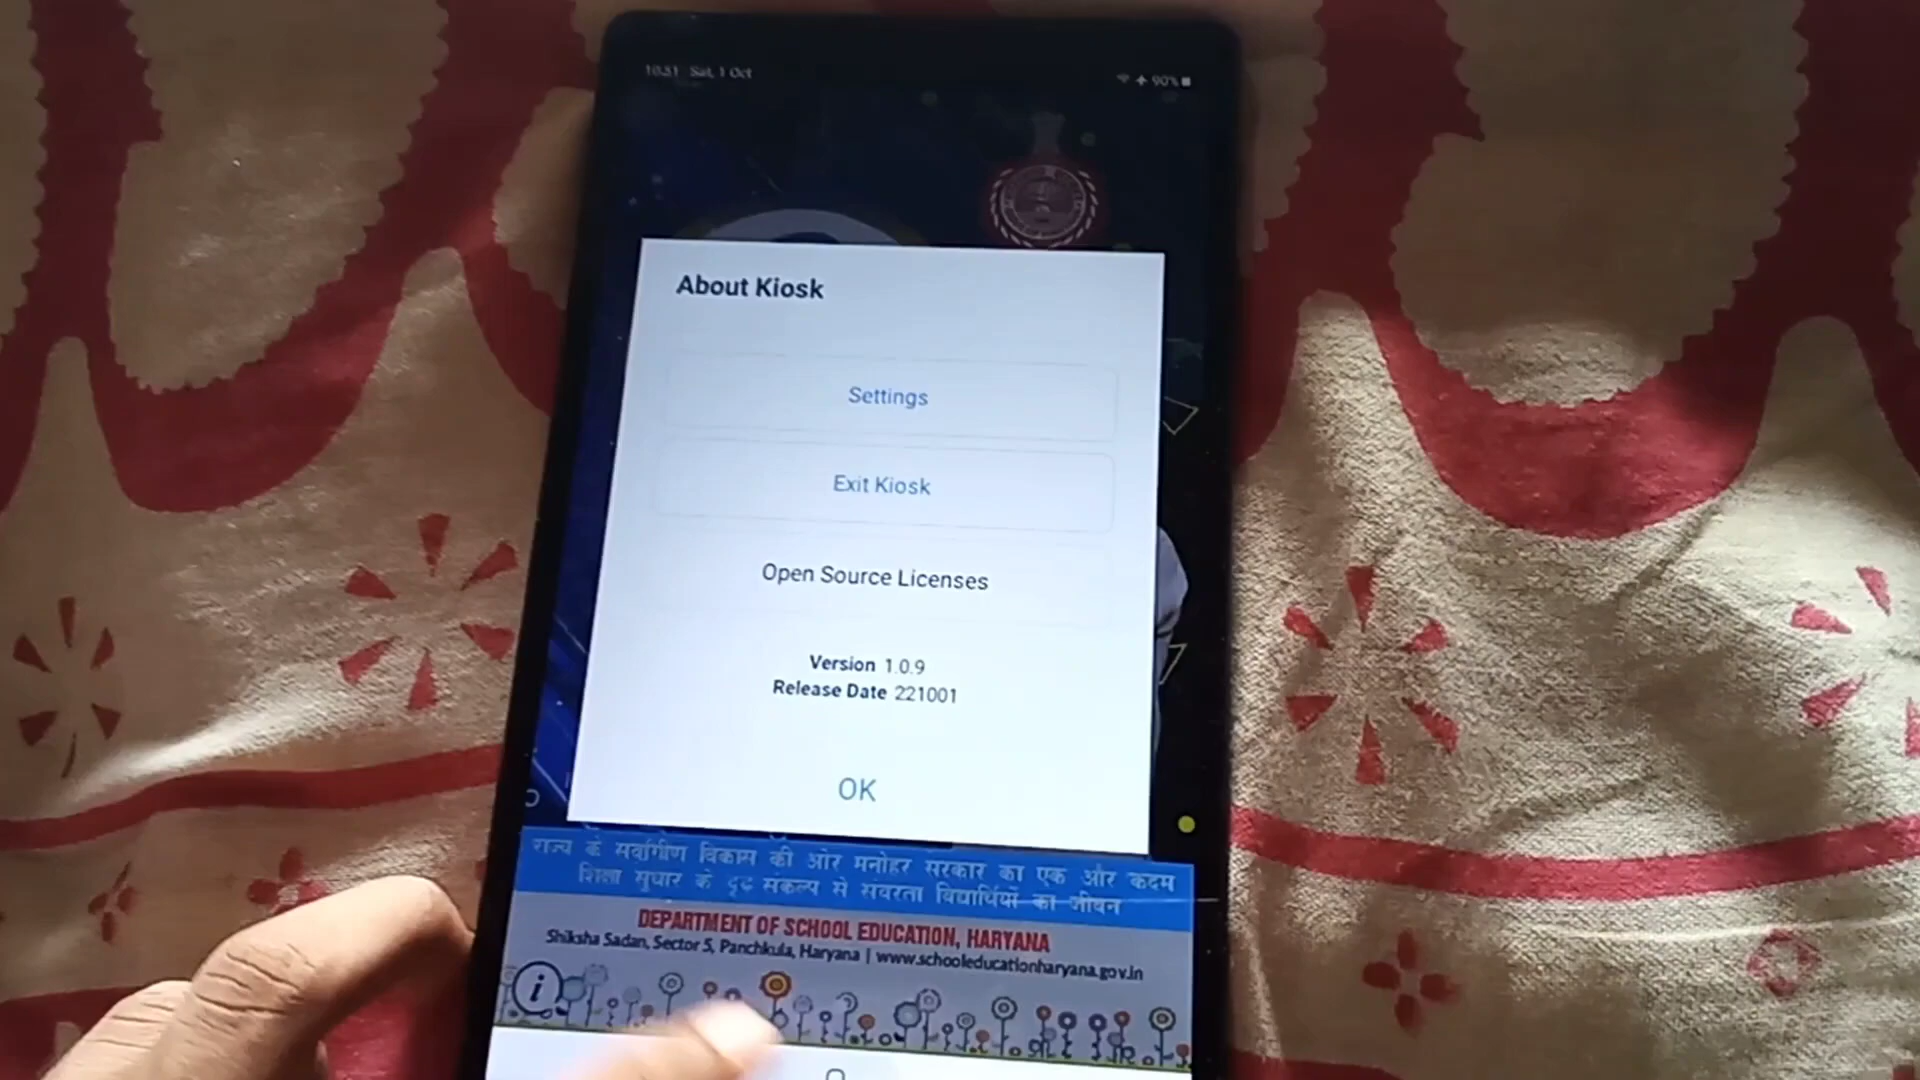 10:51 Sat, 1 Oct
90%
About Kiosk
Settings
Exit Kiosk
Open Source Licenses
Version 1.0.9
Release Date 221001
OK
राज्य के सर्वांगीण विकास की ओर मनोहर सरकार का एक और कदम
शिक्षा सुधार के दृढ़ संकल्प से संवरता विद्यार्थियों का जीवन
DEPARTMENT OF SCHOOL EDUCATION, HARYANA
Shiksha Sadan, Sector 5, Panchkula, Haryana | www.schooleducationharyana.gov.in
i